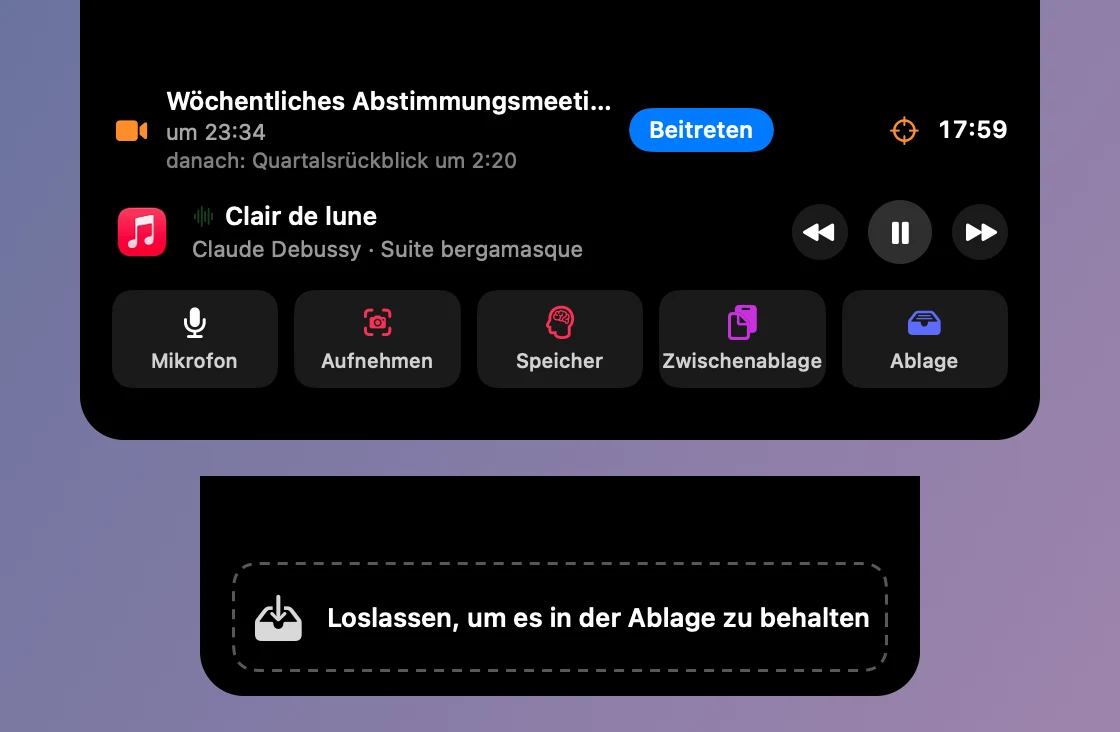 Wöchentliches Abstimmungsmeeti...
um 23:34
danach: Quartalsrückblick um 2:20
Beitreten
17:59
Clair de lune
Claude Debussy · Suite bergamasque
Mikrofon
Aufnehmen
Speicher
Zwischenablage
Ablage
Loslassen, um es in der Ablage zu behalten